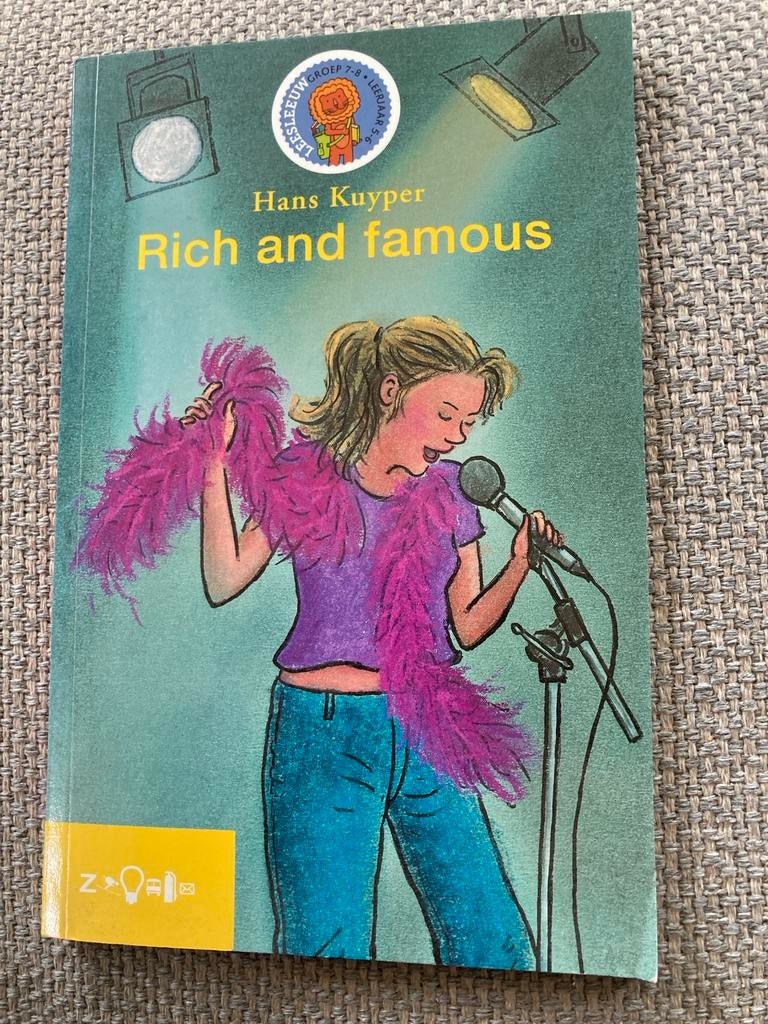 LEESLEEUW GROEP 7-8 • LEERJAAR 5-6
Hans Kuyper
Rich and famous
Z